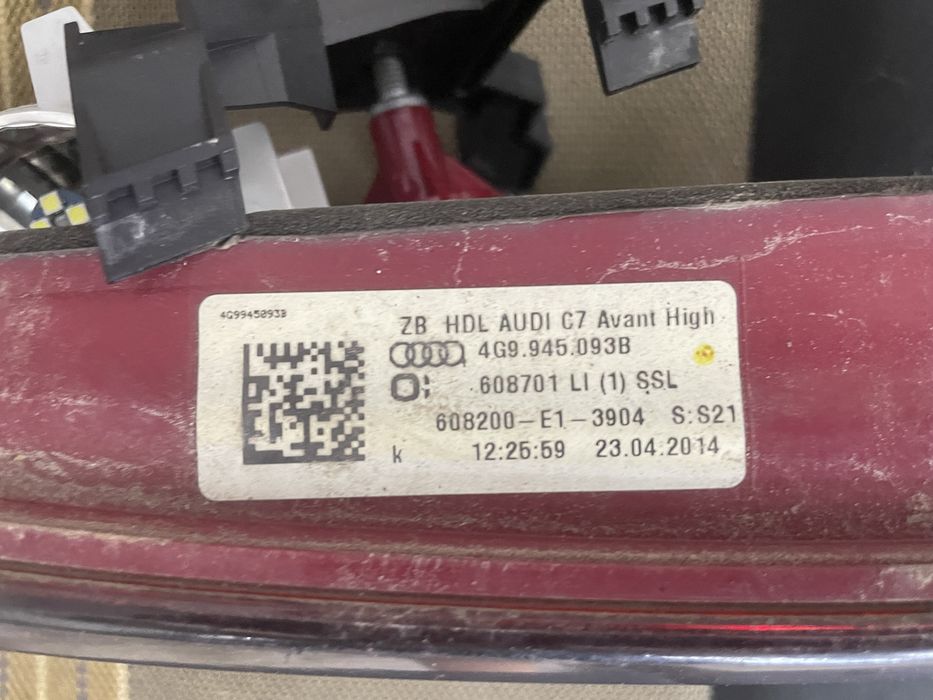 4G9945093B
ZB HDL AUDI C7 Avant High
4G9.945.093B
608701 LI (1) SSL
608200-E1-3904 S:S21
k 12:25:59 23.04.2014